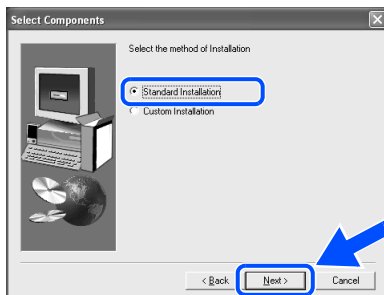 Select Components
Select the method of Installation
Standard Installation
Custom Installation
< Back
Next >
Cancel